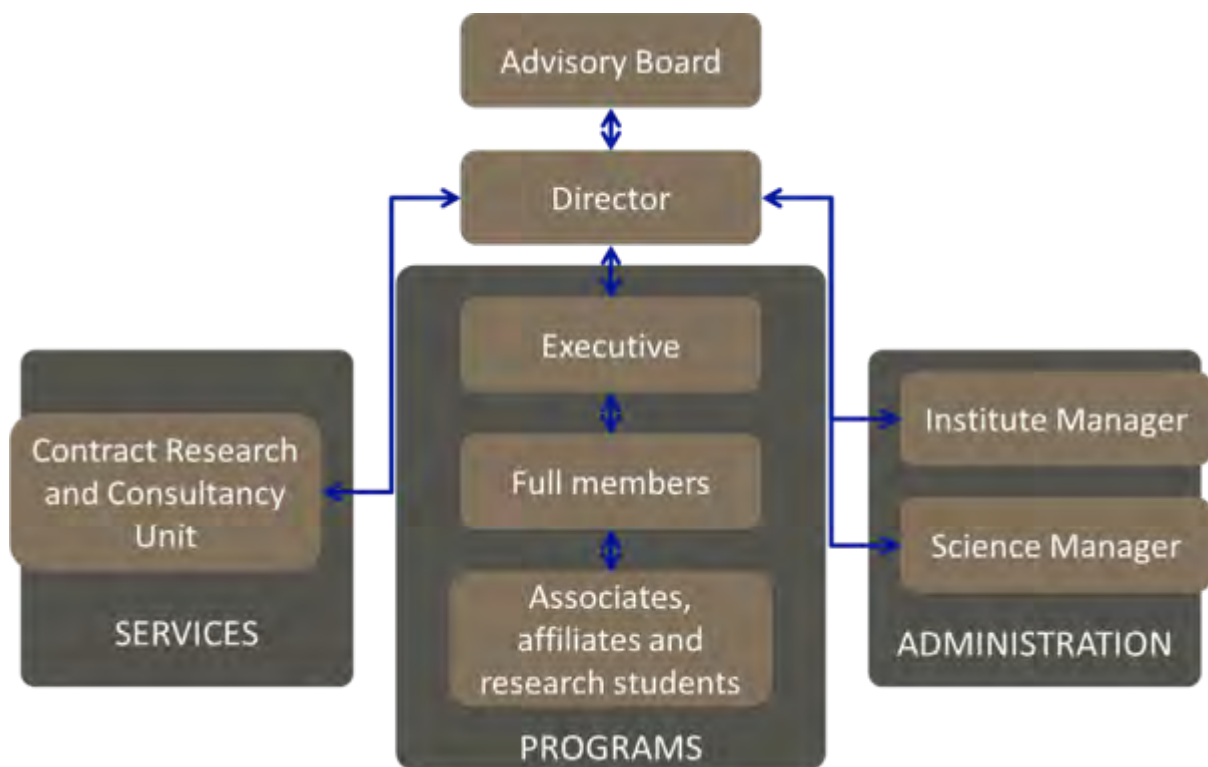 Advisory Board
Director
Executive
Full members
Associates,
affiliates and
research students
PROGRAMS
Contract Research
and Consultancy
Unit
SERVICES
Institute Manager
Science Manager
ADMINISTRATION